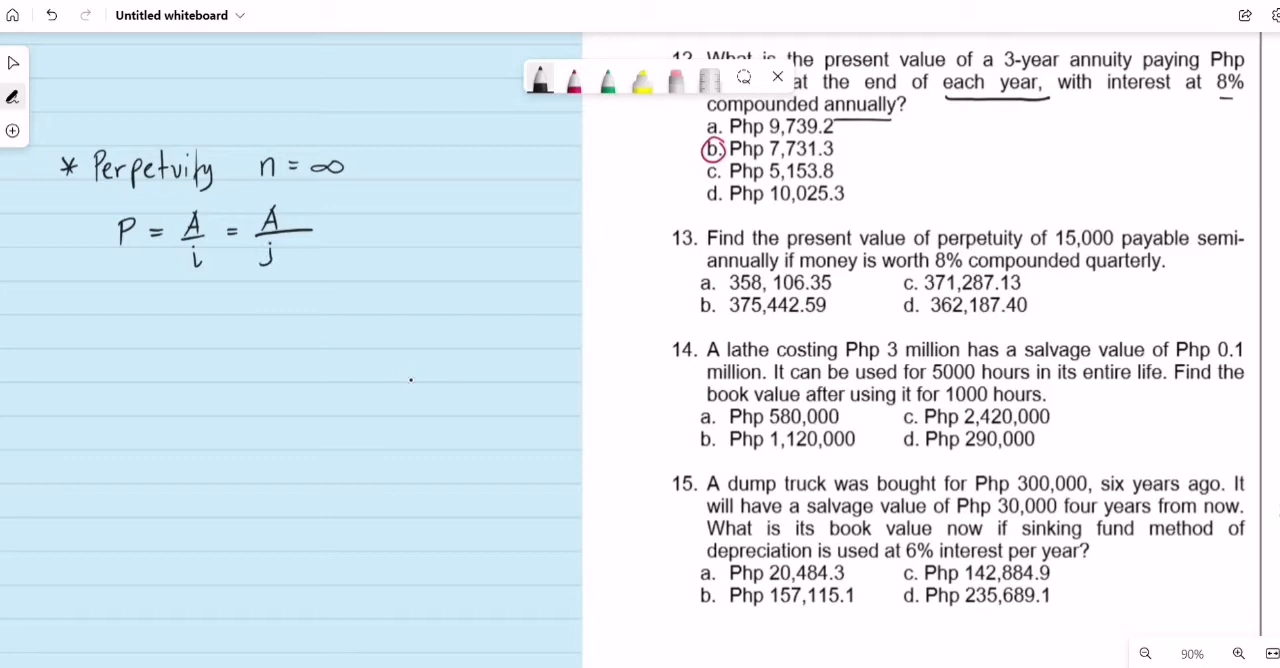 Untitled whiteboard
* Perpetuity n = ∞
P = A/i = A/j
12. What is the present value of a 3-year annuity paying Php
at the end of each year, with interest at 8%
compounded annually?
a. Php 9,739.2
b. Php 7,731.3
c. Php 5,153.8
d. Php 10,025.3
13. Find the present value of perpetuity of 15,000 payable semi-
annually if money is worth 8% compounded quarterly.
a. 358, 106.35 c. 371,287.13
b. 375,442.59 d. 362,187.40
14. A lathe costing Php 3 million has a salvage value of Php 0.1
million. It can be used for 5000 hours in its entire life. Find the
book value after using it for 1000 hours.
a. Php 580,000 c. Php 2,420,000
b. Php 1,120,000 d. Php 290,000
15. A dump truck was bought for Php 300,000, six years ago. It
will have a salvage value of Php 30,000 four years from now.
What is its book value now if sinking fund method of
depreciation is used at 6% interest per year?
a. Php 20,484.3 c. Php 142,884.9
b. Php 157,115.1 d. Php 235,689.1
90%